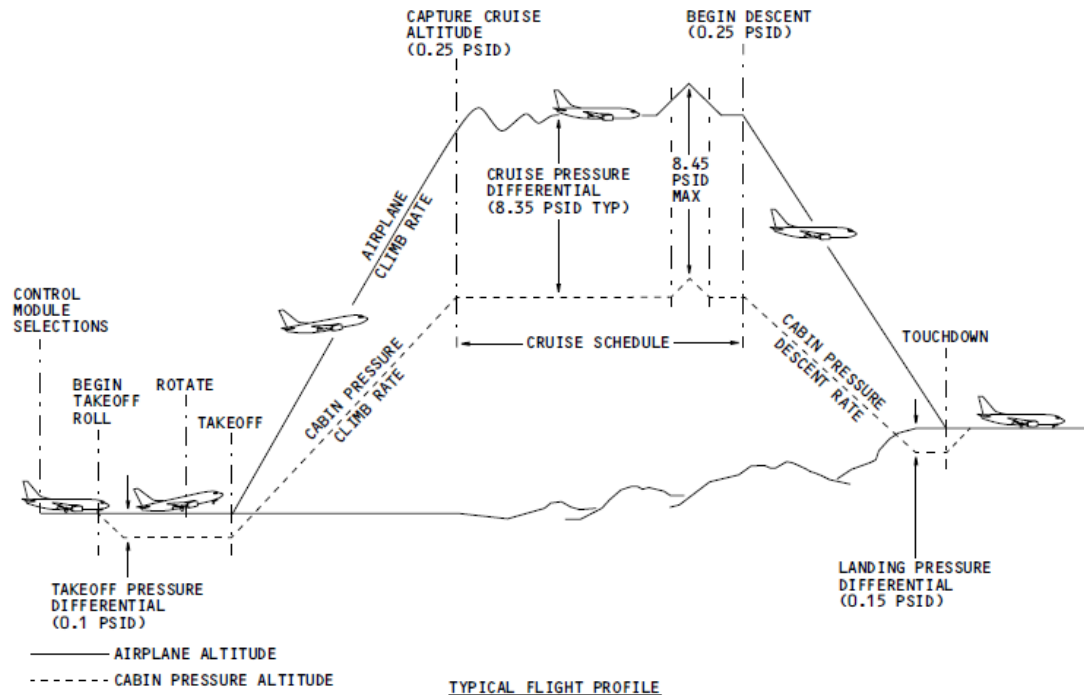 CAPTURE CRUISE
ALTITUDE
(0.25 PSID)
BEGIN DESCENT
(0.25 PSID)
CRUISE PRESSURE
DIFFERENTIAL
(8.35 PSID TYP)
8.45
PSID
MAX
AIRPLANE
CLIMB RATE
CONTROL
MODULE
SELECTIONS
BEGIN
TAKEOFF
ROLL
ROTATE
TAKEOFF
CABIN PRESSURE
CLIMB RATE
CRUISE SCHEDULE
CABIN PRESSURE
DESCENT RATE
TOUCHDOWN
TAKEOFF PRESSURE
DIFFERENTIAL
(0.1 PSID)
LANDING PRESSURE
DIFFERENTIAL
(0.15 PSID)
AIRPLANE ALTITUDE
CABIN PRESSURE ALTITUDE
TYPICAL FLIGHT PROFILE